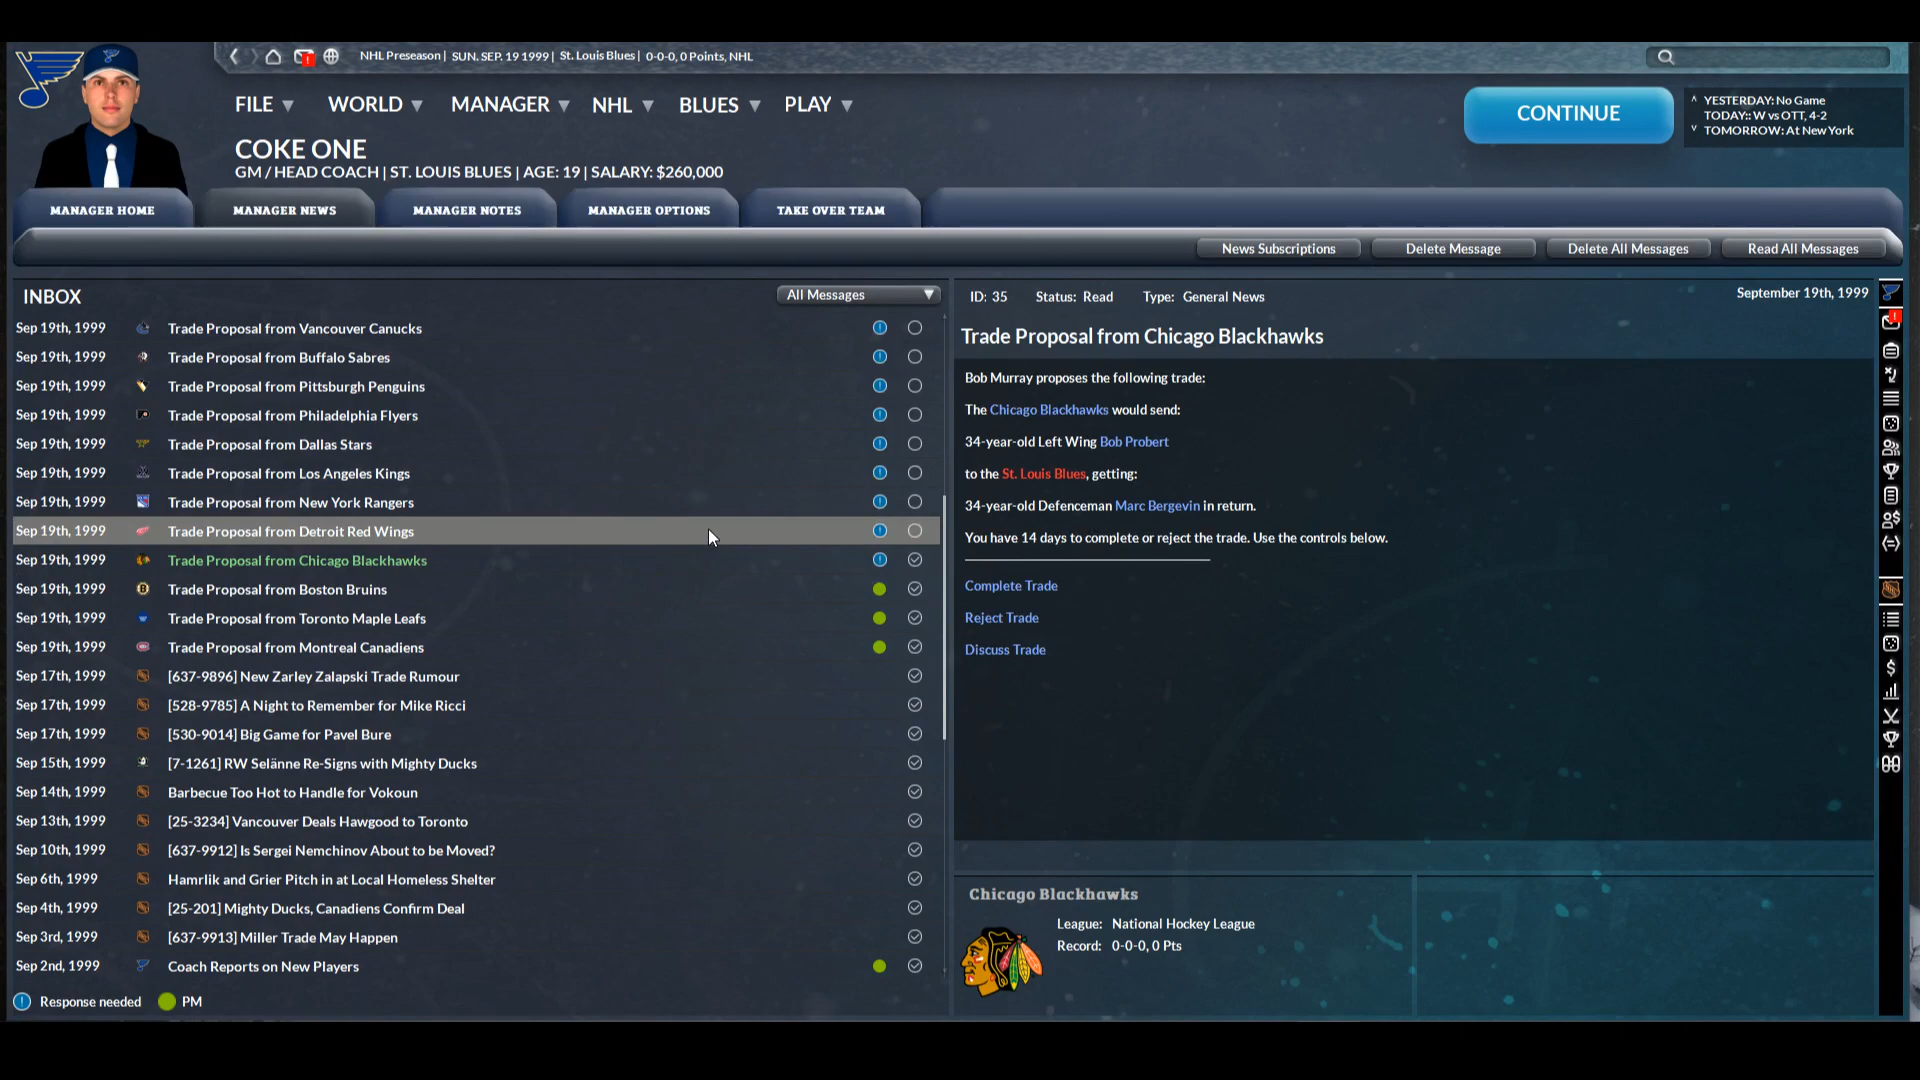 NHL Preseason | SUN. SEP. 19 1999 | St. Louis Blues | 0-0-0, 0 Points, NHL
FILE WORLD MANAGER NHL BLUES PLAY
CONTINUE
YESTERDAY: No Game
TODAY:: W vs OTT, 4-2
TOMORROW: At New York
COKE ONE
GM / HEAD COACH | ST. LOUIS BLUES | AGE: 19 | SALARY: $260,000
MANAGER HOME MANAGER NEWS MANAGER NOTES MANAGER OPTIONS TAKE OVER TEAM
News Subscriptions Delete Message Delete All Messages Read All Messages
INBOX All Messages
Sep 19th, 1999 Trade Proposal from Vancouver Canucks
Sep 19th, 1999 Trade Proposal from Buffalo Sabres
Sep 19th, 1999 Trade Proposal from Pittsburgh Penguins
Sep 19th, 1999 Trade Proposal from Philadelphia Flyers
Sep 19th, 1999 Trade Proposal from Dallas Stars
Sep 19th, 1999 Trade Proposal from Los Angeles Kings
Sep 19th, 1999 Trade Proposal from New York Rangers
Sep 19th, 1999 Trade Proposal from Detroit Red Wings
Sep 19th, 1999 Trade Proposal from Chicago Blackhawks
Sep 19th, 1999 Trade Proposal from Boston Bruins
Sep 19th, 1999 Trade Proposal from Toronto Maple Leafs
Sep 19th, 1999 Trade Proposal from Montreal Canadiens
Sep 17th, 1999 [637-9896] New Zarley Zalapski Trade Rumour
Sep 17th, 1999 [528-9785] A Night to Remember for Mike Ricci
Sep 17th, 1999 [530-9014] Big Game for Pavel Bure
Sep 15th, 1999 [7-1261] RW Selänne Re-Signs with Mighty Ducks
Sep 14th, 1999 Barbecue Too Hot to Handle for Vokoun
Sep 13th, 1999 [25-3234] Vancouver Deals Hawgood to Toronto
Sep 10th, 1999 [637-9912] Is Sergei Nemchinov About to be Moved?
Sep 6th, 1999 Hamrlik and Grier Pitch in at Local Homeless Shelter
Sep 4th, 1999 [25-201] Mighty Ducks, Canadiens Confirm Deal
Sep 3rd, 1999 [637-9913] Miller Trade May Happen
Sep 2nd, 1999 Coach Reports on New Players
Response needed PM
ID: 35 Status: Read Type: General News September 19th, 1999
Trade Proposal from Chicago Blackhawks
Bob Murray proposes the following trade:
The Chicago Blackhawks would send:
34-year-old Left Wing Bob Probert
to the St. Louis Blues, getting:
34-year-old Defenceman Marc Bergevin in return.
You have 14 days to complete or reject the trade. Use the controls below.
Complete Trade
Reject Trade
Discuss Trade
Chicago Blackhawks
League: National Hockey League
Record: 0-0-0, 0 Pts